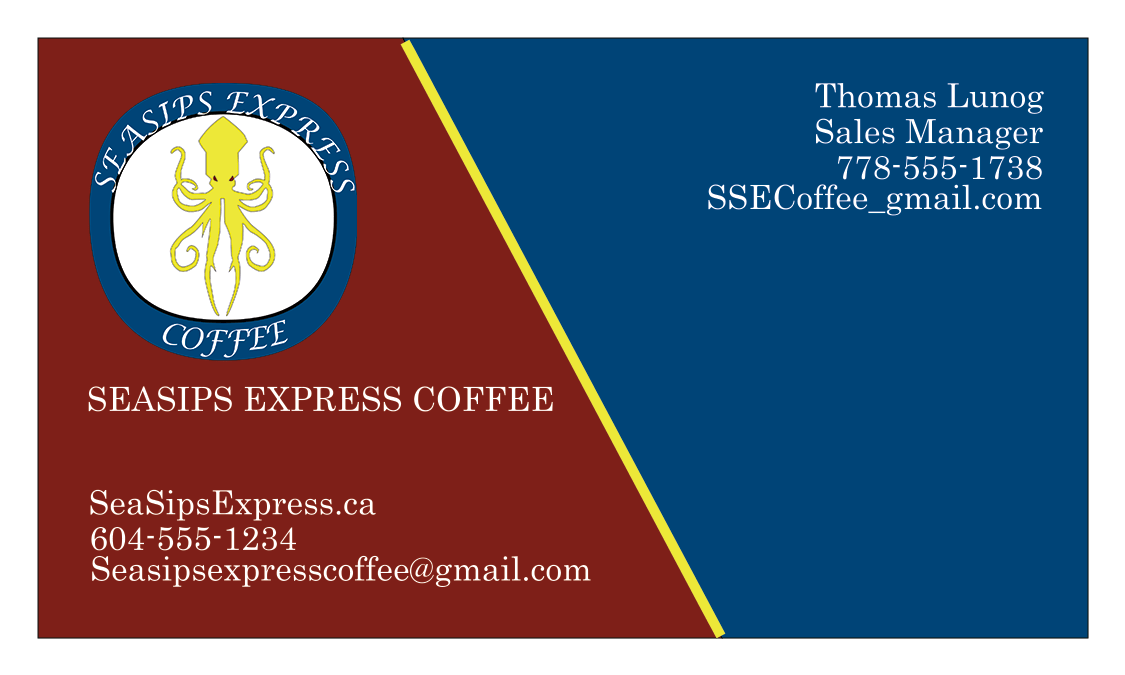 SEASIPS EXPRESS
COFFEE
SEASIPS EXPRESS COFFEE
SeaSipsExpress.ca
604-555-1234
Seasipsexpresscoffee@gmail.com
Thomas Lunog
Sales Manager
778-555-1738
SSECoffee_gmail.com